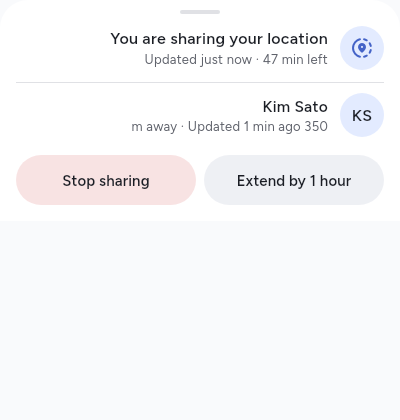 You are sharing your location
Updated just now · 47 min left
Kim Sato
KS
m away · Updated 1 min ago 350
Stop sharing
Extend by 1 hour